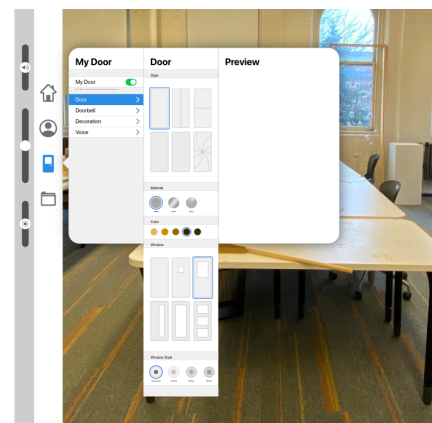 My Door
Door
Preview
My Door
Style
Door
Doorbell
Decoration
Voice
Material
Color
Window
Window Style